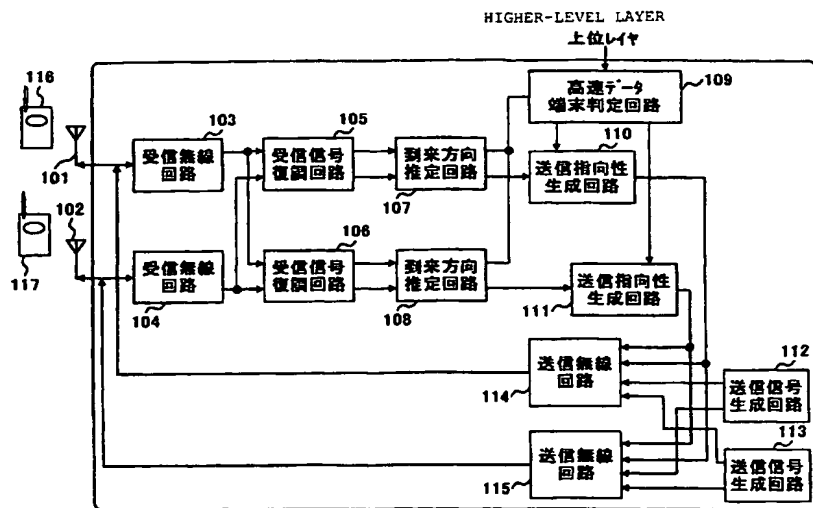 HIGHER-LEVEL LAYER
上位レイヤ
116
109
高速データ
端末判定回路
103
105
110
101
受信無線
回路
受信信号
復調回路
到来方向
推定回路
107
送信指向性
生成回路
102
106
117
受信無線
回路
104
受信信号
復調回路
到来方向
推定回路
108
送信指向性
生成回路
111
112
送信無線
回路
114
送信信号
生成回路
113
送信無線
回路
115
送信信号
生成回路